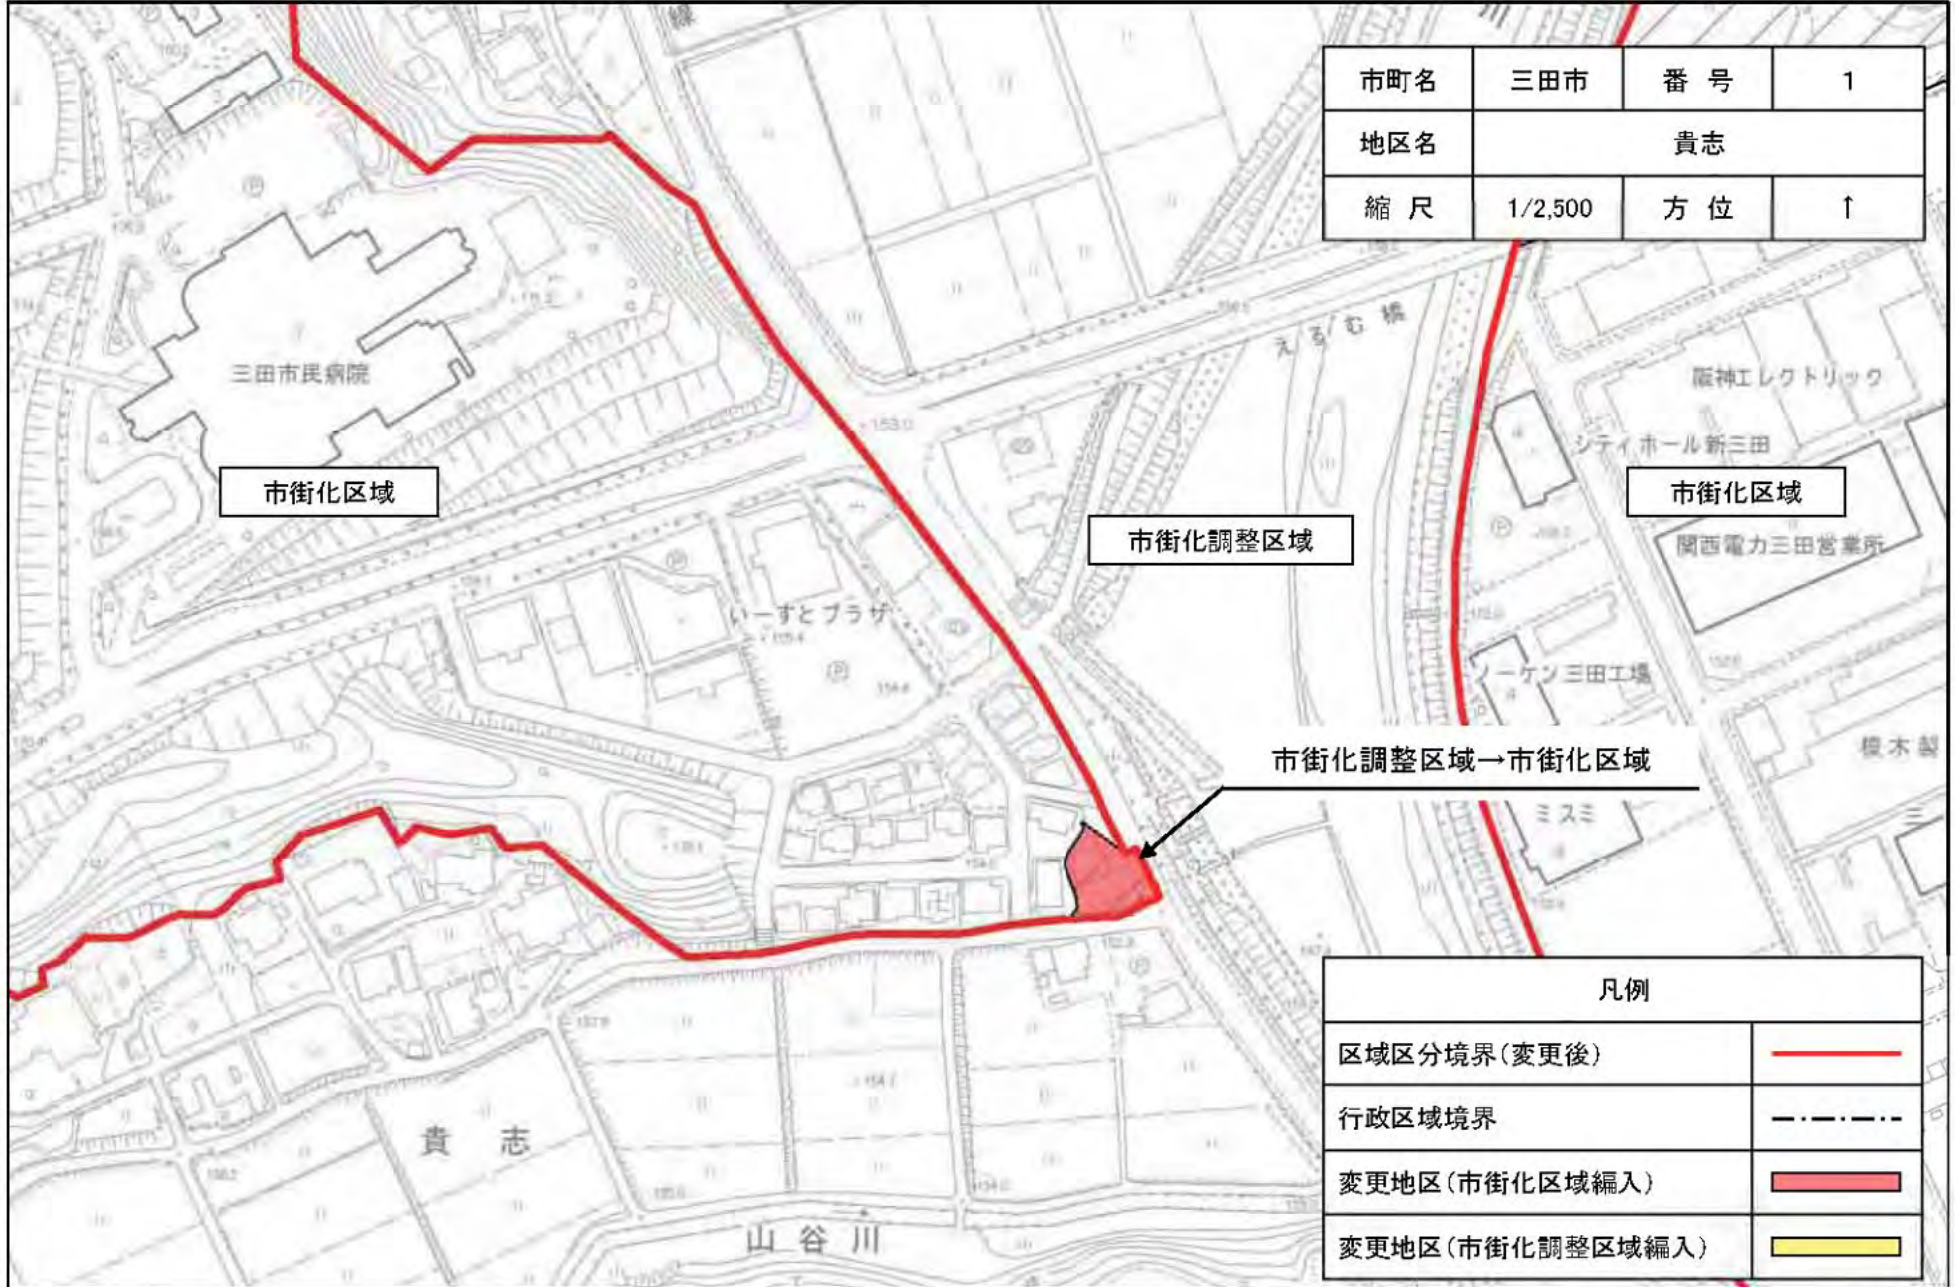 線
川
市町名 三田市 番 号 1
地区名 貴志
縮 尺 1/2,500 方 位 ↑
えるむ橋
三田市民病院
阪神エレクトリック
シティホール新三田
市街化区域
市街化区域
市街化調整区域
関西電力三田営業所
いーすとプラザ
ノーケン三田工場
市街化調整区域→市街化区域
ミスミ
貴 志
山 谷 川
凡例
区域区分境界(変更後)
行政区域境界
変更地区(市街化区域編入)
変更地区(市街化調整区域編入)